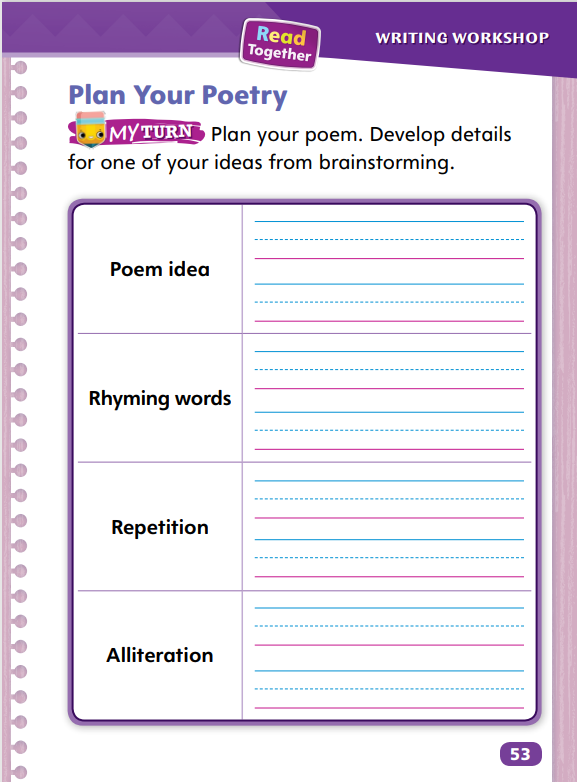 Read
Together
WRITING WORKSHOP
Plan Your Poetry
MY TURN Plan your poem. Develop details
for one of your ideas from brainstorming.
Poem idea
Rhyming words
Repetition
Alliteration
53